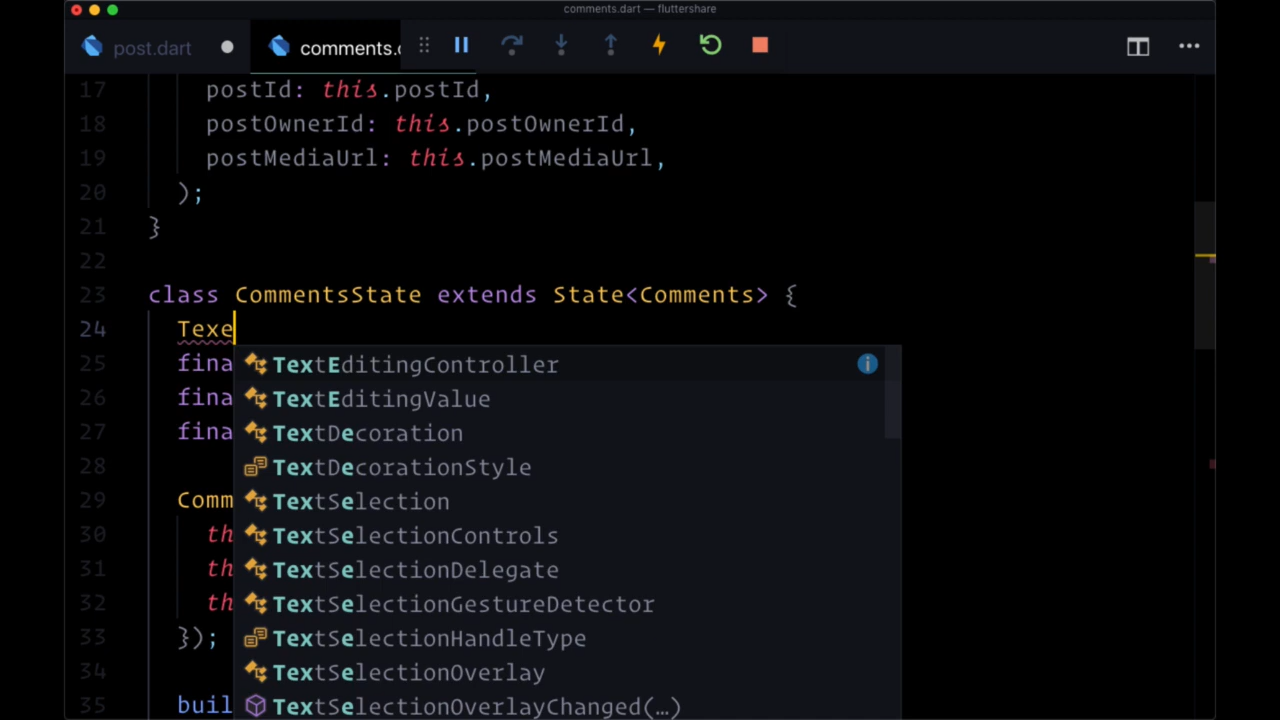 comments.dart — fluttershare
post.dart
comments.
17 postId: this.postId,
18 postOwnerId: this.postOwnerId,
19 postMediaUrl: this.postMediaUrl,
20 );
21 }
22
23 class CommentsState extends State<Comments> {
24 Texe
25 fina
TextEditingController
26 fina
TextEditingValue
27 fina
TextDecoration
28
TextDecorationStyle
29 Comm
TextSelection
30 th
TextSelectionControls
31 th
TextSelectionDelegate
32 th
TextSelectionGestureDetector
33 });
TextSelectionHandleType
34
TextSelectionOverlay
35 buil
TextSelectionOverlayChanged(…)